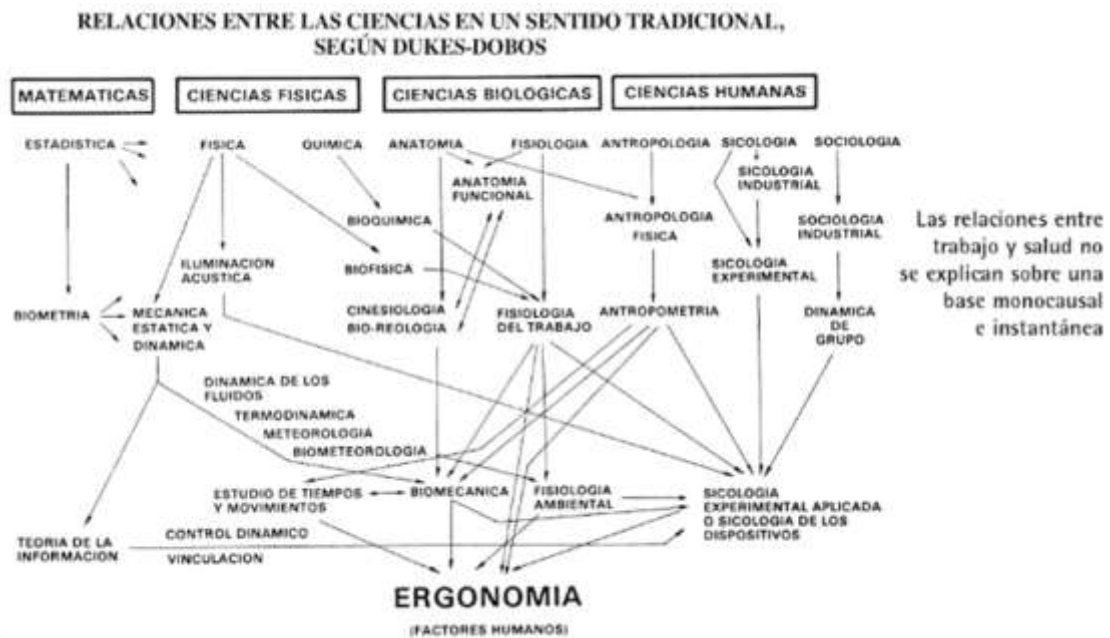 RELACIONES ENTRE LAS CIENCIAS EN UN SENTIDO TRADICIONAL,
SEGÚN DUKES-DOBOS
MATEMATICAS
CIENCIAS FISICAS
CIENCIAS BIOLOGICAS
CIENCIAS HUMANAS
ESTADISTICA
FISICA
QUIMICA
ANATOMIA
FISIOLOGIA
ANTROPOLOGIA
SICOLOGIA
SOCIOLOGIA
SICOLOGIA
INDUSTRIAL
ANATOMIA
FUNCIONAL
BIOQUIMICA
ANTROPOLOGIA
FISICA
SOCIOLOGIA
INDUSTRIAL
ILUMINACION
ACUSTICA
BIOFISICA
SICOLOGIA
EXPERIMENTAL
BIOMETRIA
MECANICA
ESTATICA Y
DINAMICA
CINESIOLOGIA
BIO-REOLOGIA
FISIOLOGIA
DEL TRABAJO
ANTROPOMETRIA
DINAMICA
DE
GRUPO
Las relaciones entre
trabajo y salud no
se explican sobre una
base monocausal
e instantánea
DINAMICA DE LOS
FLUIDOS
TERMODINAMICA
METEOROLOGIA
BIOMETEOROLOGIA
ESTUDIO DE TIEMPOS
Y MOVIMIENTOS
BIOMECANICA
FISIOLOGIA
AMBIENTAL
SICOLOGIA
EXPERIMENTAL APLICADA
O SICOLOGIA DE LOS
DISPOSITIVOS
TEORIA DE LA
INFORMACION
CONTROL DINAMICO
VINCULACION
ERGONOMIA
(FACTORES HUMANOS)